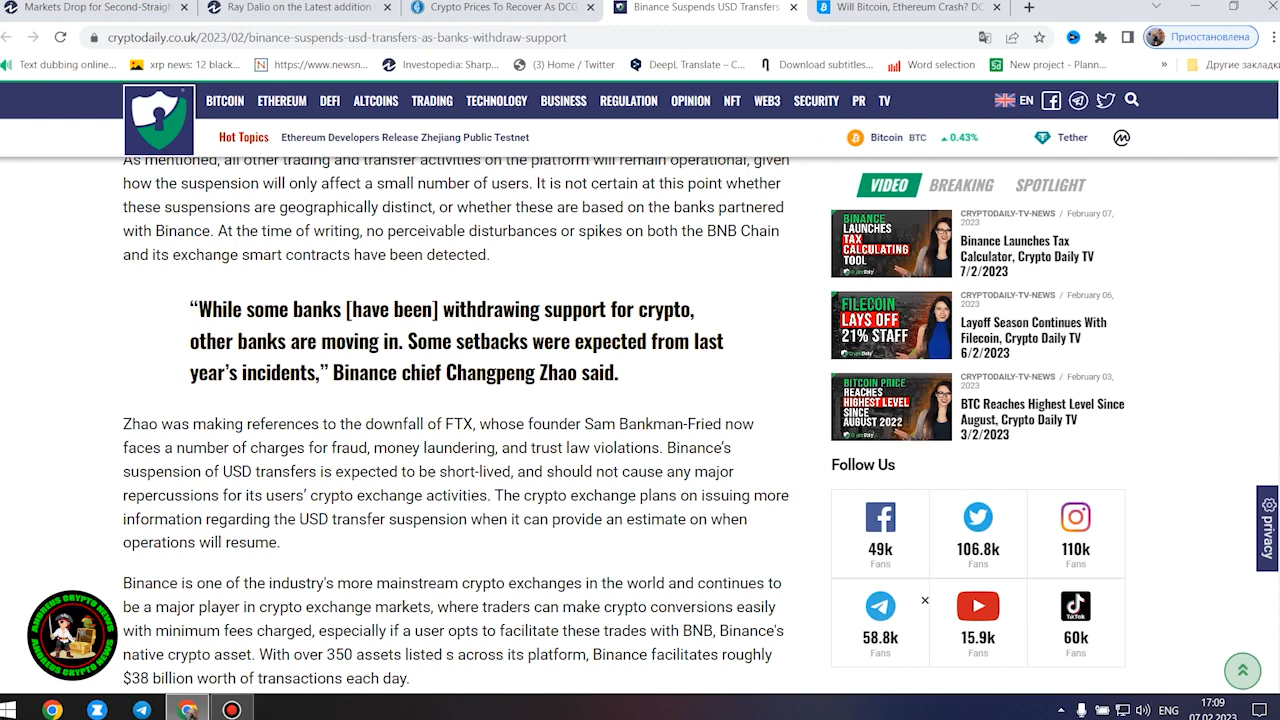 Markets Drop for Second-Straigh
Ray Dalio on the Latest addition t
Crypto Prices To Recover As DCG
Binance Suspends USD Transfers
Will Bitcoin, Ethereum Crash? DC
cryptodaily.co.uk/2023/02/binance-suspends-usd-transfers-as-banks-withdraw-support
Приостановлена
Text dubbing online...
xrp news: 12 black...
https://www.newsn...
Investopedia: Sharp...
(3) Home / Twitter
DeepL Translate – C...
Download subtitles...
Word selection
New project - Plann...
»
Другие закладки
BITCOIN ETHEREUM DEFI ALTCOINS TRADING TECHNOLOGY BUSINESS REGULATION OPINION NFT WEB3 SECURITY PR TV
EN
Hot Topics
Ethereum Developers Release Zhejiang Public Testnet
Bitcoin BTC 0.43%
Tether
As mentioned, all other trading and transfer activities on the platform will remain operational, given
how the suspension will only affect a small number of users. It is not certain at this point whether
these suspensions are geographically distinct, or whether these are based on the banks partnered
with Binance. At the time of writing, no perceivable disturbances or spikes on both the BNB Chain
and its exchange smart contracts have been detected.
“While some banks [have been] withdrawing support for crypto,
other banks are moving in. Some setbacks were expected from last
year’s incidents,” Binance chief Changpeng Zhao said.
Zhao was making references to the downfall of FTX, whose founder Sam Bankman-Fried now
faces a number of charges for fraud, money laundering, and trust law violations. Binance’s
suspension of USD transfers is expected to be short-lived, and should not cause any major
repercussions for its users’ crypto exchange activities. The crypto exchange plans on issuing more
information regarding the USD transfer suspension when it can provide an estimate on when
operations will resume.
Binance is one of the industry's more mainstream crypto exchanges in the world and continues to
be a major player in crypto exchange markets, where traders can make crypto conversions easily
with minimum fees charged, especially if a user opts to facilitate these trades with BNB, Binance's
native crypto asset. With over 350 assets listed s across its platform, Binance facilitates roughly
$38 billion worth of transactions each day.
VIDEO BREAKING SPOTLIGHT
BINANCE
LAUNCHES
TAX
CALCULATING
TOOL
CRYPTODAILY-TV-NEWS / February 07,
2023
Binance Launches Tax
Calculator, Crypto Daily TV
7/2/2023
FILECOIN
LAYS OFF
21% STAFF
CRYPTODAILY-TV-NEWS / February 06,
2023
Layoff Season Continues With
Filecoin, Crypto Daily TV
6/2/2023
BITCOIN PRICE
REACHES
HIGHEST LEVEL
SINCE
AUGUST 2022
CRYPTODAILY-TV-NEWS / February 03,
2023
BTC Reaches Highest Level Since
August, Crypto Daily TV
3/2/2023
Follow Us
49k
Fans
106.8k
Fans
110k
Fans
58.8k
Fans
15.9k
Fans
TikTok
60k
Fans
privacy
ANDREUS CRYPTO NEWS
ANDREUS CRYPTO NEWS
ENG
17:09
07.02.2023